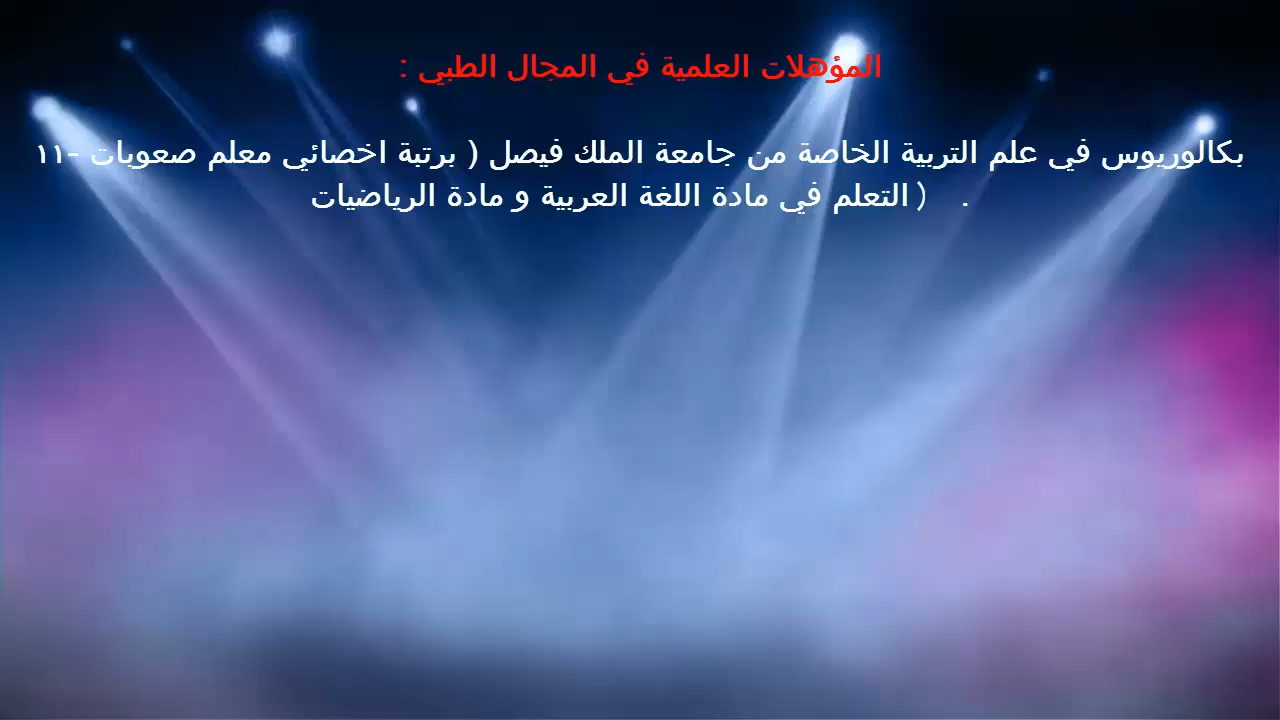 المؤهلات العلمية في المجال الطبي :
١١- بكالوريوس في علم التربية الخاصة من جامعة الملك فيصل ( برتبة اخصائي معلم صعوبات
التعلم في مادة اللغة العربية و مادة الرياضيات ) .